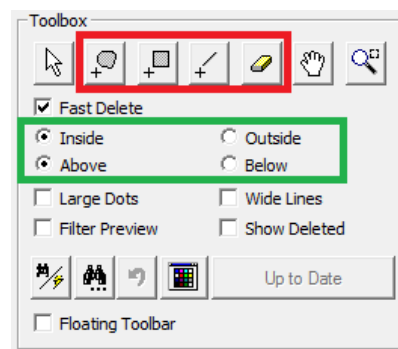 Toolbox
Fast Delete
Inside Outside
Above Below
Large Dots Wide Lines
Filter Preview Show Deleted
Up to Date
Floating Toolbar